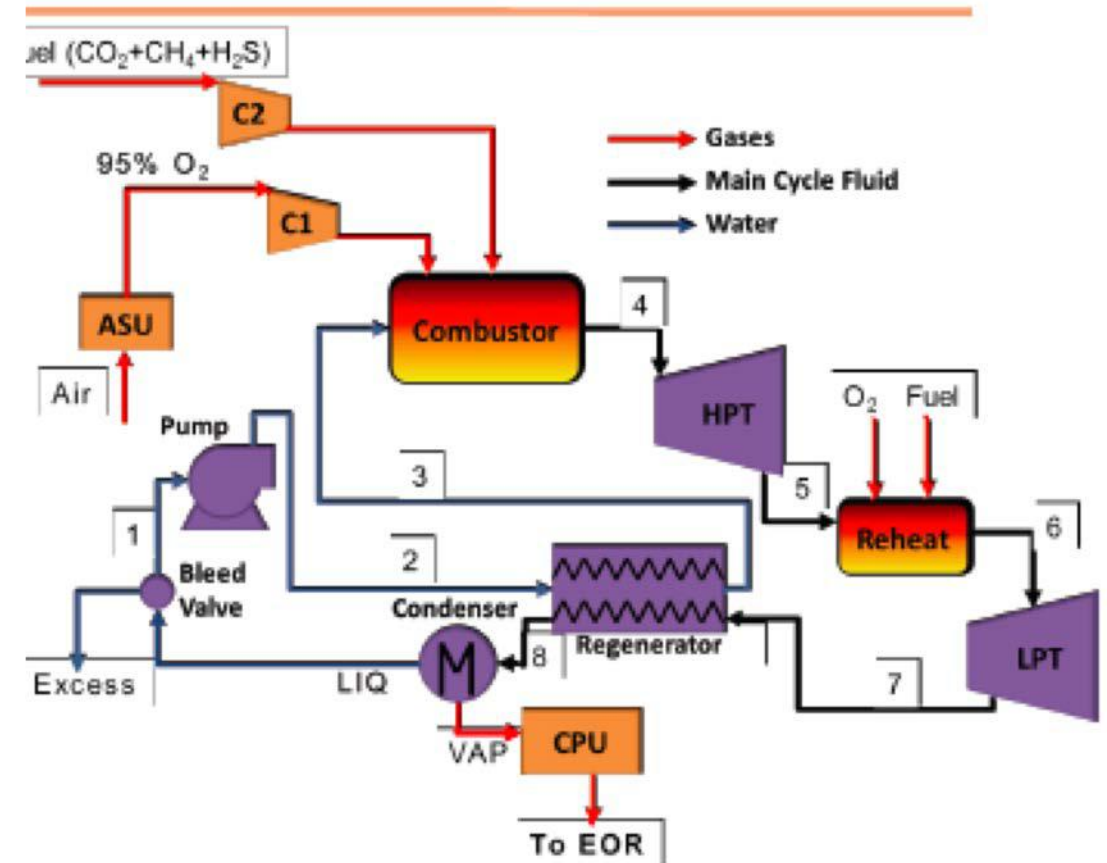 uel (CO₂+CH₄+H₂S)
C2
Gases
95% O₂
Main Cycle Fluid
C1
Water
4
ASU
Combustor
Air
HPT
O₂ Fuel
Pump
3
5
1
Reheat
6
2
Bleed
Valve
Condenser
Regenerator
8
M
LPT
7
Excess
LIQ
VAP
CPU
To EOR